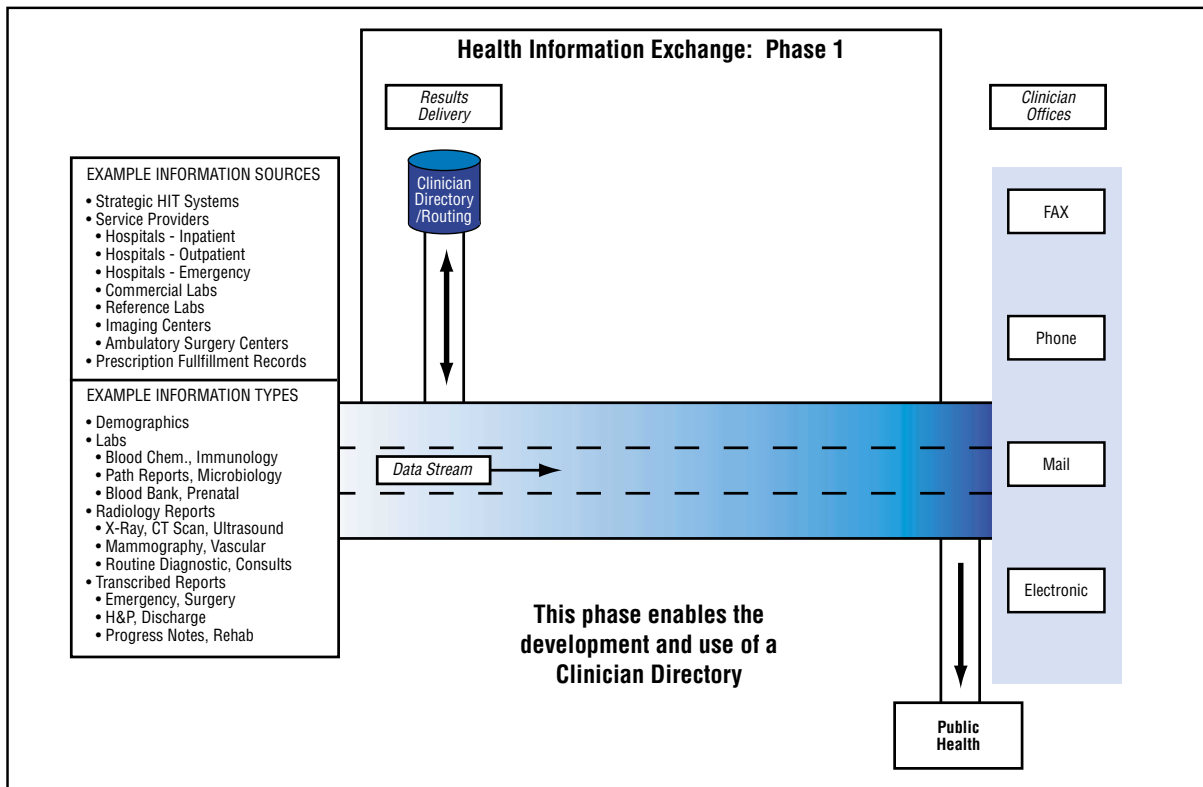 Health Information Exchange: Phase 1
Results
Delivery
Clinician
Offices
Clinician
Directory
/Routing
EXAMPLE INFORMATION SOURCES
• Strategic HIT Systems
• Service Providers
• Hospitals - Inpatient
• Hospitals - Outpatient
• Hospitals - Emergency
• Commercial Labs
• Reference Labs
• Imaging Centers
• Ambulatory Surgery Centers
• Prescription Fullfillment Records
EXAMPLE INFORMATION TYPES
• Demographics
• Labs
• Blood Chem., Immunology
• Path Reports, Microbiology
• Blood Bank, Prenatal
• Radiology Reports
• X-Ray, CT Scan, Ultrasound
• Mammography, Vascular
• Routine Diagnostic, Consults
• Transcribed Reports
• Emergency, Surgery
• H&P, Discharge
• Progress Notes, Rehab
Data Stream
FAX
Phone
Mail
Electronic
This phase enables the
development and use of a
Clinician Directory
Public
Health